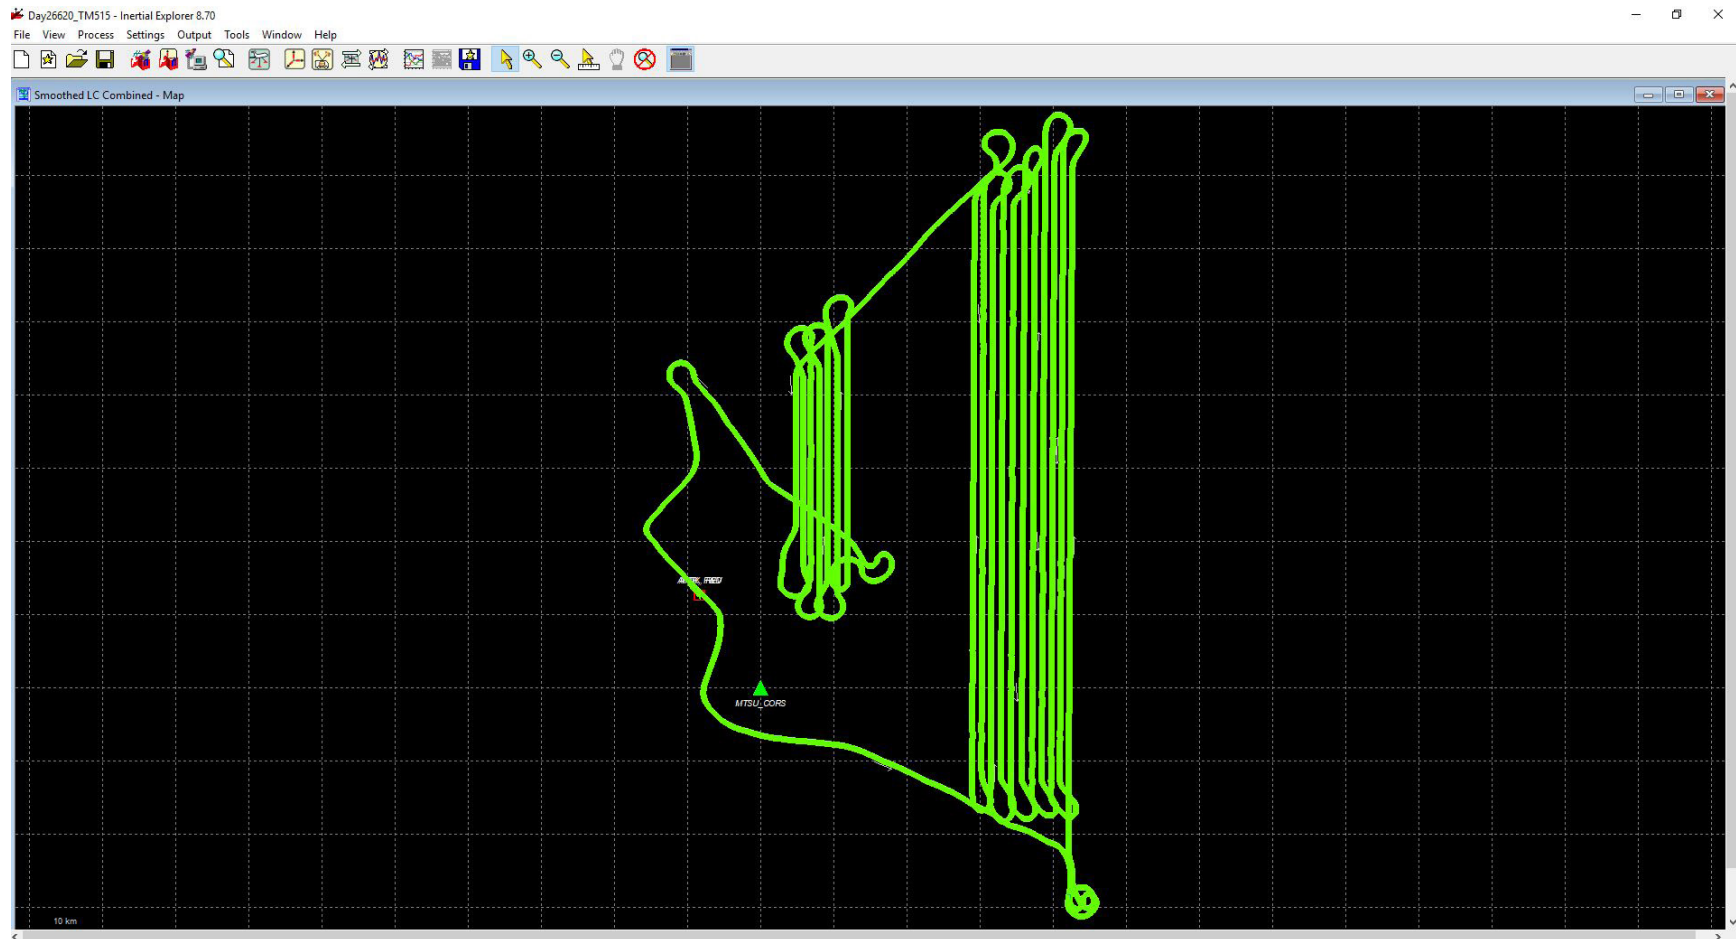 Day26620_TM515 - Inertial Explorer 8.70
File View Process Settings Output Tools Window Help
Smoothed LC Combined - Map
MTSU_CORS
10 km